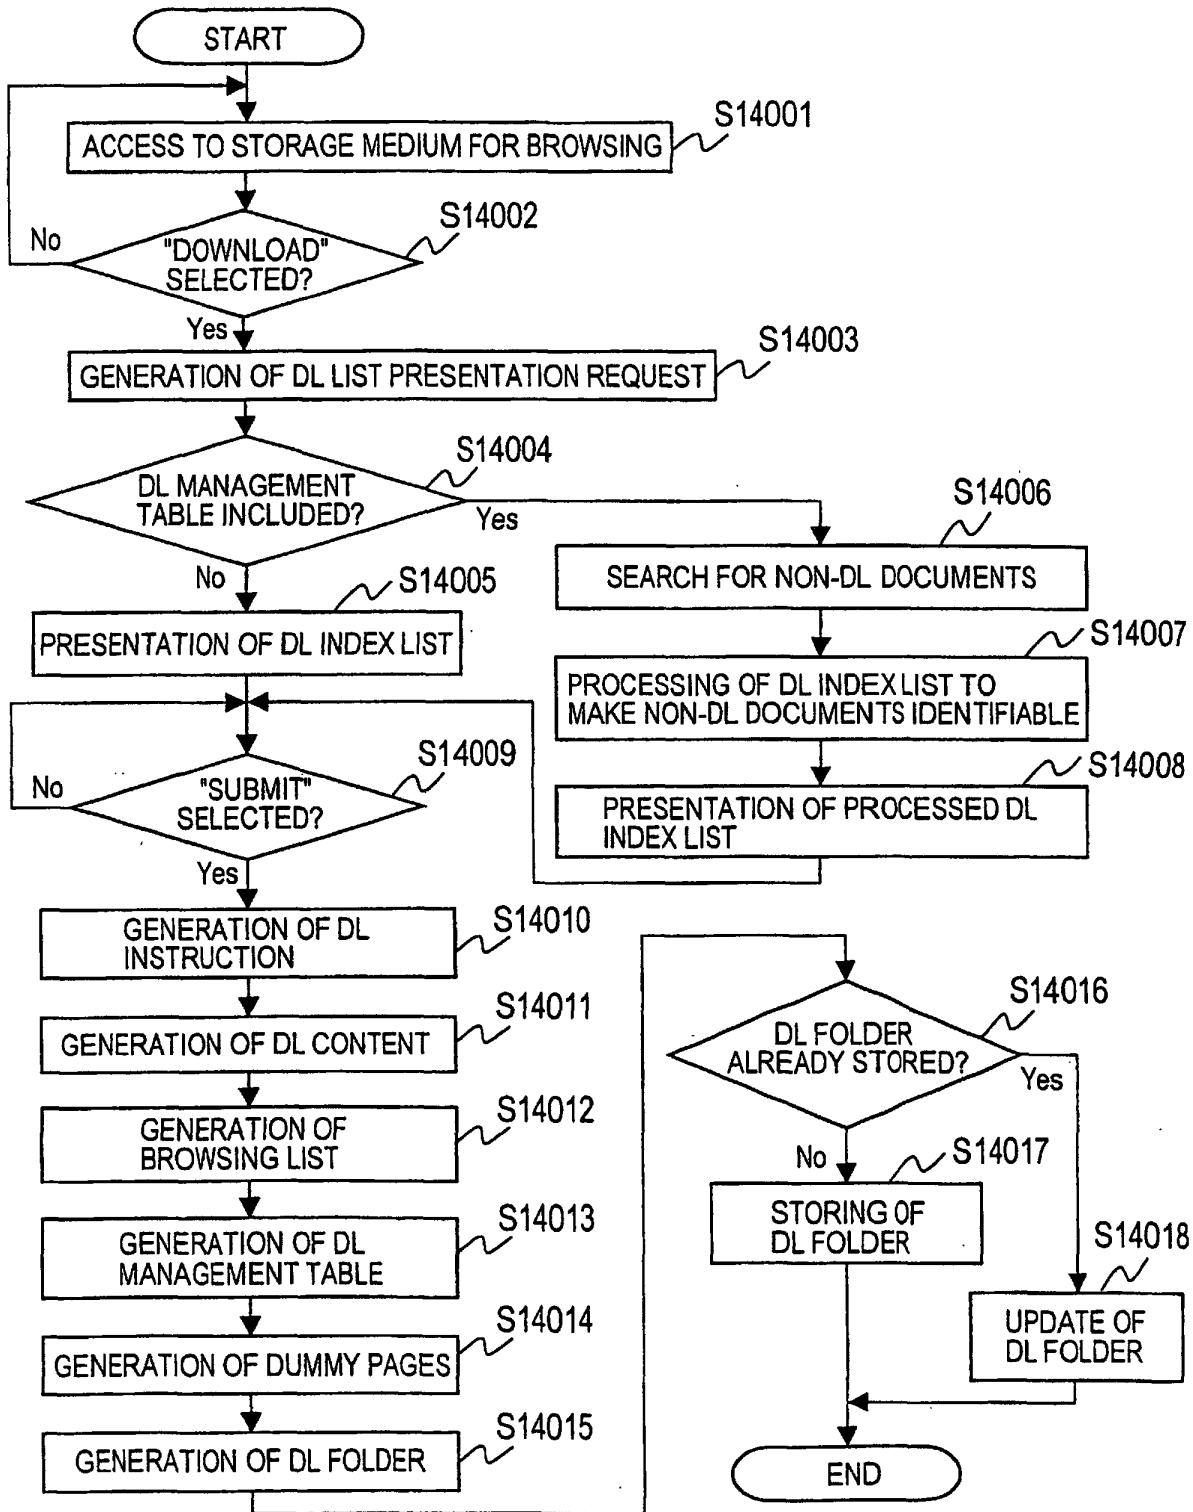 START
S14001
ACCESS TO STORAGE MEDIUM FOR BROWSING
S14002
No
"DOWNLOAD"
SELECTED?
Yes
S14003
GENERATION OF DL LIST PRESENTATION REQUEST
S14004
DL MANAGEMENT
TABLE INCLUDED?
Yes
No
S14005
PRESENTATION OF DL INDEX LIST
S14006
SEARCH FOR NON-DL DOCUMENTS
S14007
PROCESSING OF DL INDEX LIST TO
MAKE NON-DL DOCUMENTS IDENTIFIABLE
S14008
PRESENTATION OF PROCESSED DL
INDEX LIST
S14009
No
"SUBMIT"
SELECTED?
Yes
S14010
GENERATION OF DL
INSTRUCTION
S14011
GENERATION OF DL CONTENT
S14012
GENERATION OF
BROWSING LIST
S14013
GENERATION OF DL
MANAGEMENT TABLE
S14014
GENERATION OF DUMMY PAGES
S14015
GENERATION OF DL FOLDER
S14016
DL FOLDER
ALREADY STORED?
Yes
No
S14017
STORING OF
DL FOLDER
S14018
UPDATE OF
DL FOLDER
END